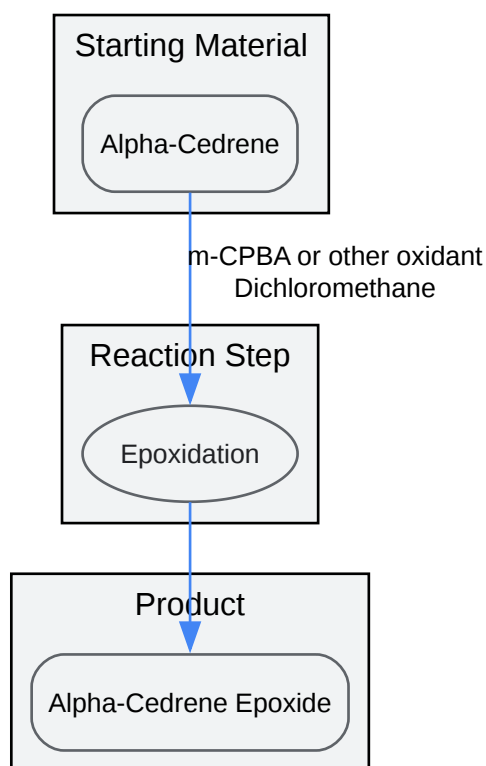 Starting Material
Alpha-Cedrene
m-CPBA or other oxidant
Dichloromethane
Reaction Step
Epoxidation
Product
Alpha-Cedrene Epoxide